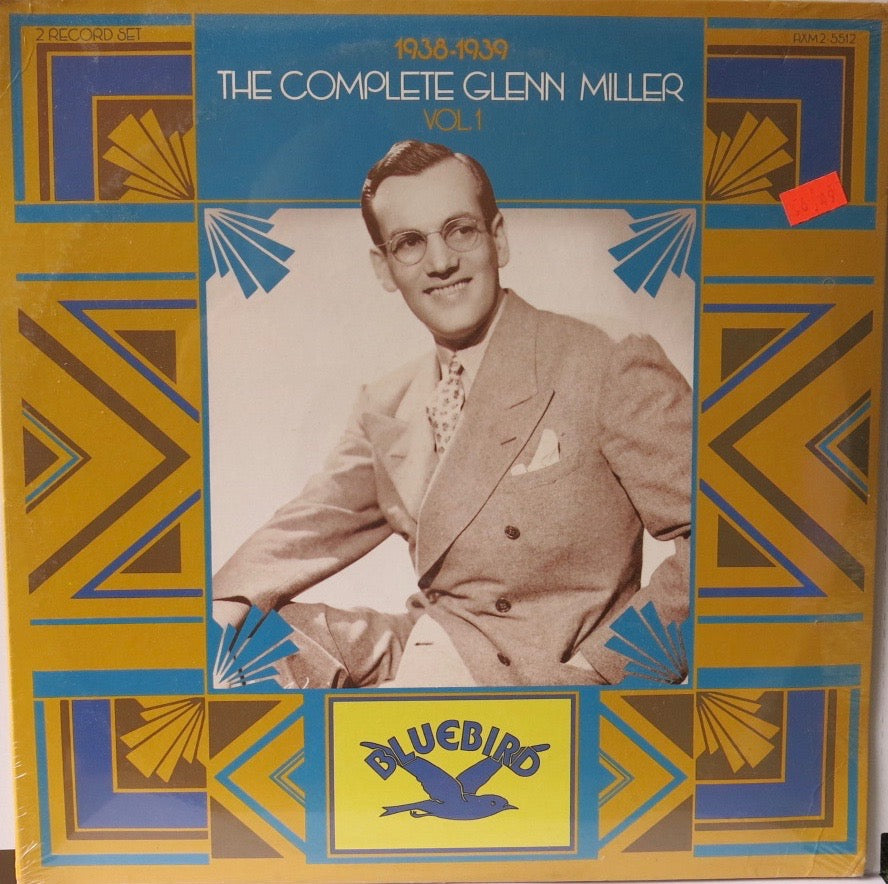 2 RECORD SET
AXM2-5512
1938-1939
THE COMPLETE GLENN MILLER
VOL. 1
BLUEBIRD